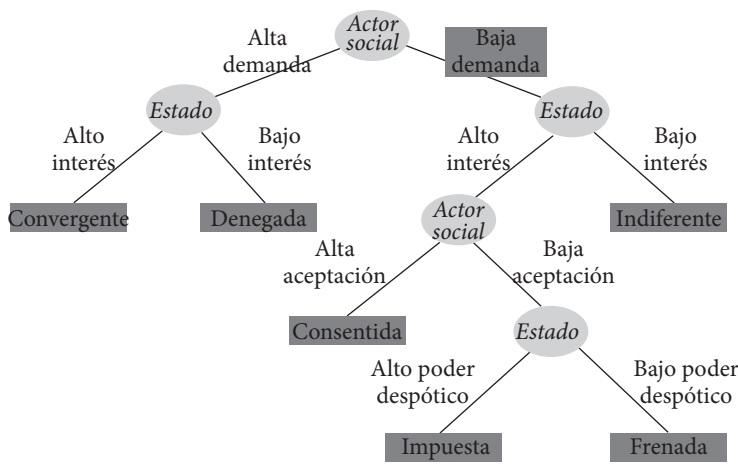 Actor
social
Alta
demanda
Baja
demanda
Estado
Estado
Alto
interés
Bajo
interés
Alto
interés
Bajo
interés
Convergente
Denegada
Actor
social
Indiferente
Alta
aceptación
Baja
aceptación
Consentida
Estado
Alto poder
despótico
Bajo poder
despótico
Impuesta
Frenada